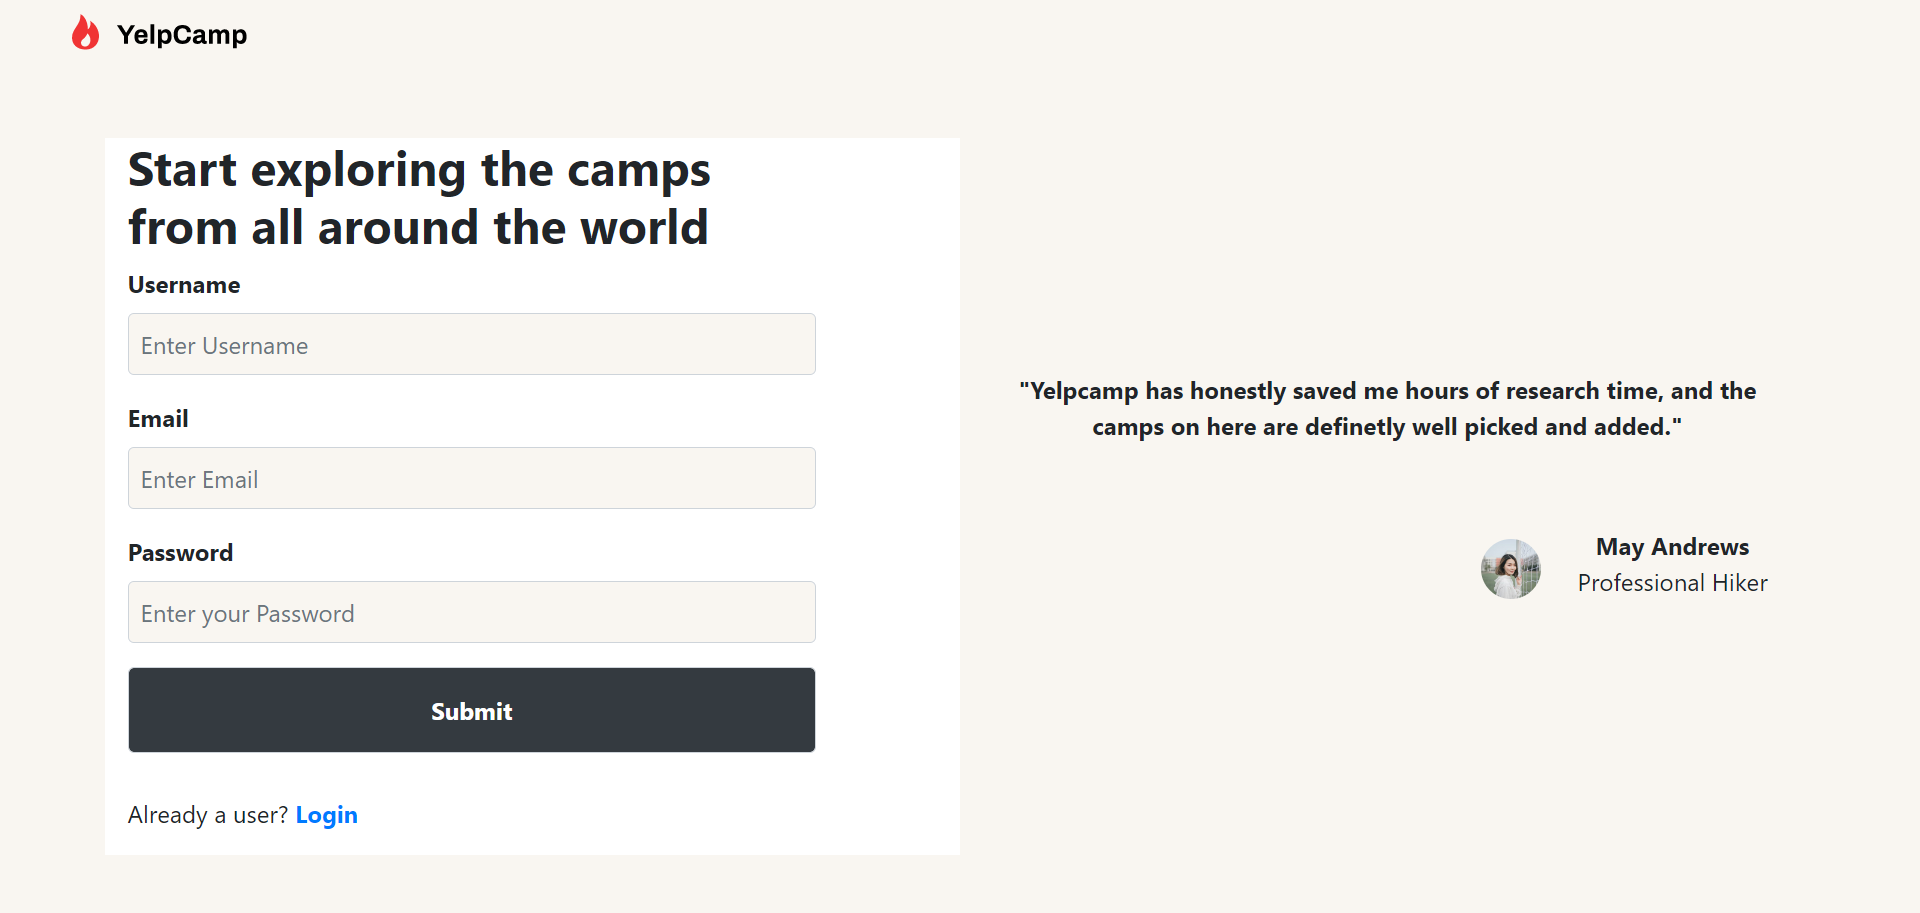 YelpCamp
Start exploring the camps
from all around the world
Username
Enter Username
Email
Enter Email
Password
Enter your Password
Submit
Already a user? Login
"Yelpcamp has honestly saved me hours of research time, and the
camps on here are definetly well picked and added."
May Andrews
Professional Hiker